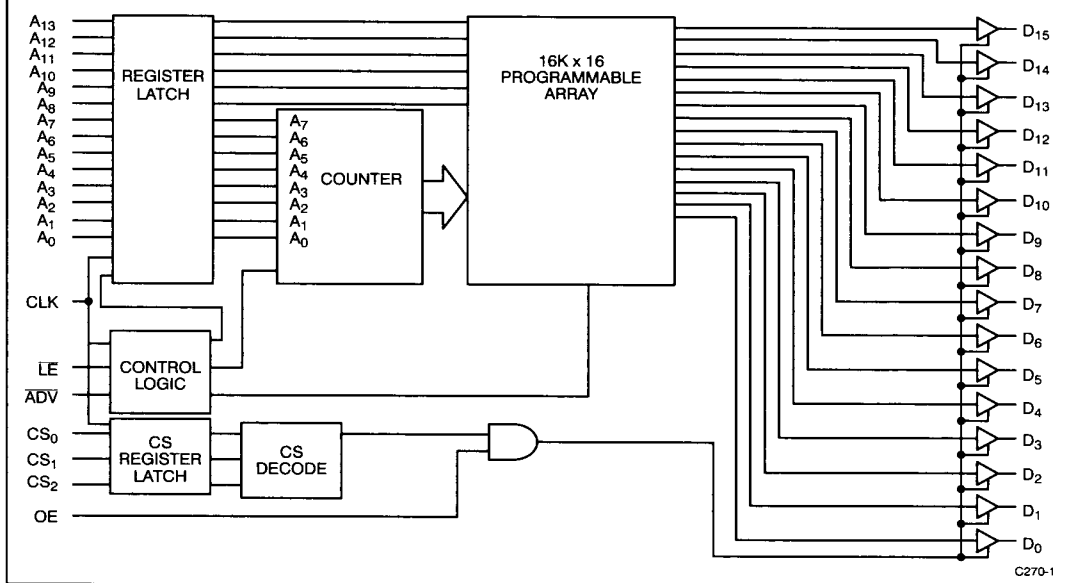 A13
A12
A11
A10
A9
A8
A7
A6
A5
A4
A3
A2
A1
A0
CLK
LE
ADV
CS0
CS1
CS2
OE
REGISTER
LATCH
A7
A6
A5
A4
A3
A2
A1
A0
COUNTER
16K x 16
PROGRAMMABLE
ARRAY
CONTROL
LOGIC
CS
REGISTER
LATCH
CS
DECODE
D15
D14
D13
D12
D11
D10
D9
D8
D7
D6
D5
D4
D3
D2
D1
D0
C270-1